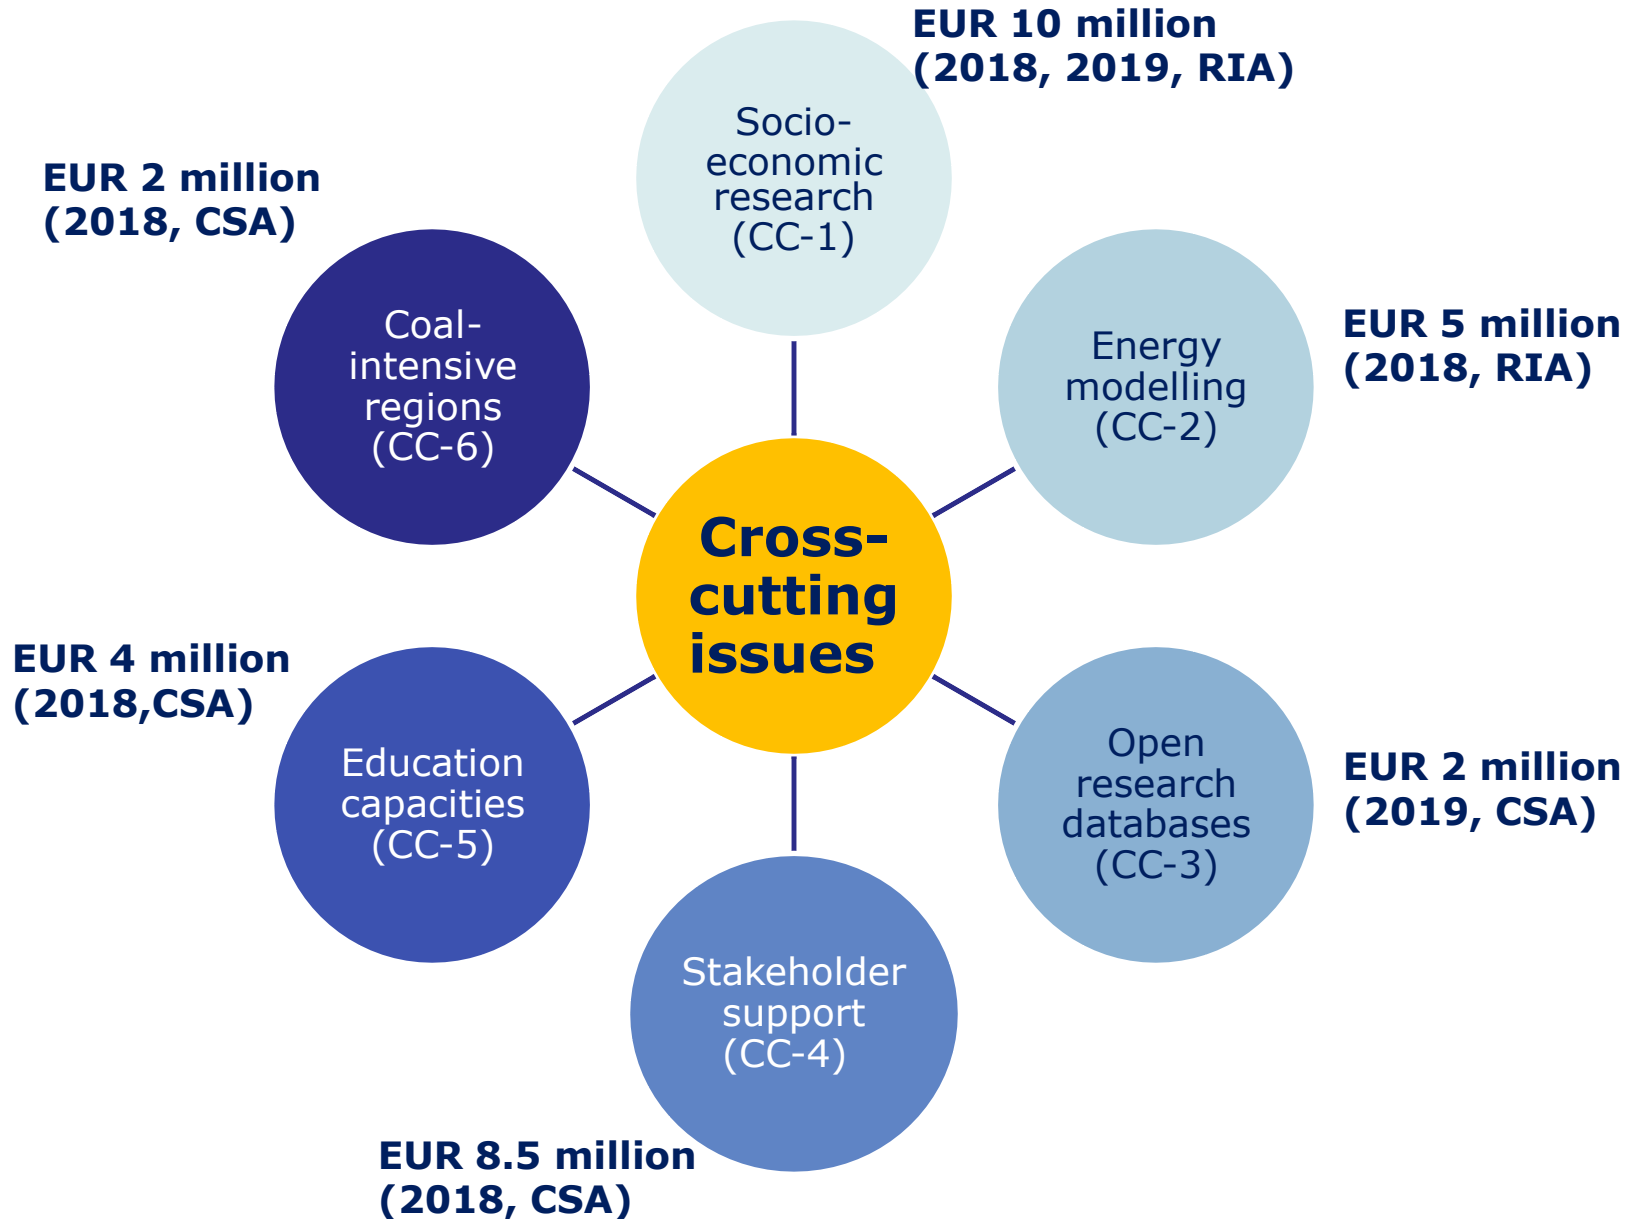 EUR 10 million
(2018, 2019, RIA)
Socio-
economic
research
(CC-1)
EUR 2 million
(2018, CSA)
Coal-
intensive
regions
(CC-6)
Energy
modelling
(CC-2)
EUR 5 million
(2018, RIA)
Cross-
cutting
issues
EUR 4 million
(2018,CSA)
Education
capacities
(CC-5)
Open
research
databases
(CC-3)
EUR 2 million
(2019, CSA)
Stakeholder
support
(CC-4)
EUR 8.5 million
(2018, CSA)